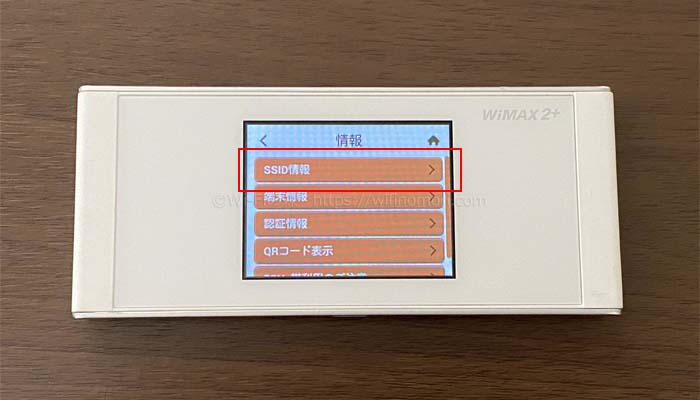 WiMAX 2+
情報
SSID情報
端末情報
認証情報
QRコード表示